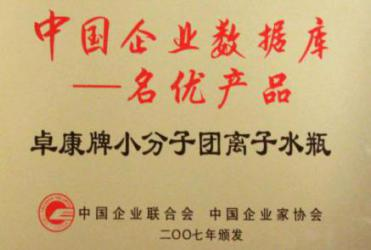 中国企业数据库
——名优产品
卓康牌小分子团离子水瓶
中国企业联合会 中国企业家协会
二〇〇七年颁发